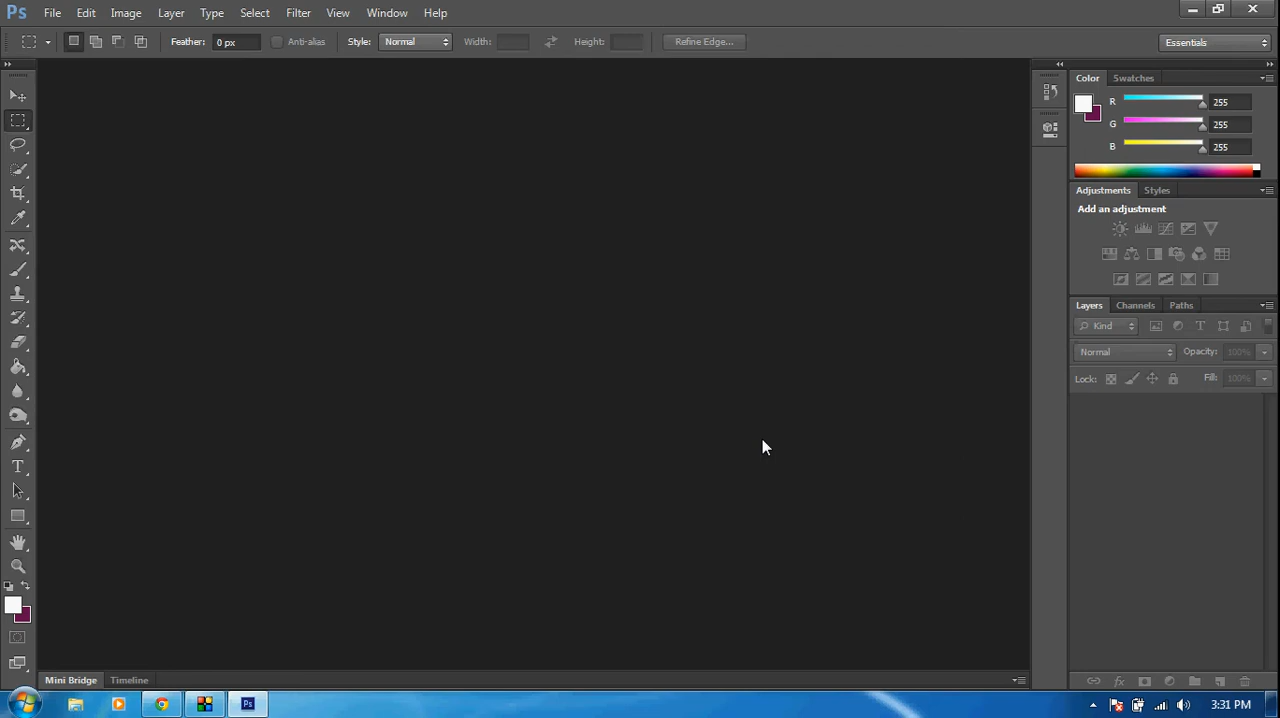 Ps File Edit Image Layer Type Select Filter View Window Help
Feather: 0 px Anti-alias Style: Normal Width: Height: Refine Edge... Essentials
Color Swatches
R 255
G 255
B 255
Adjustments Styles
Add an adjustment
Layers Channels Paths
Kind
Normal Opacity: 100%
Lock: Fill: 100%
T
Mini Bridge Timeline
Ps 3:31 PM